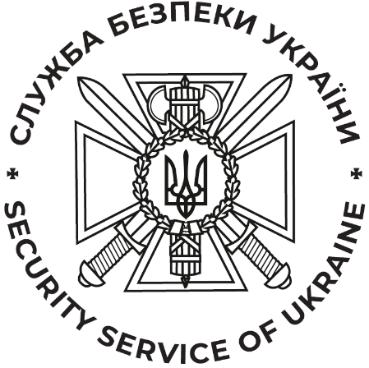 СЛУЖБА БЕЗПЕКИ УКРАЇНИ
SECURITY SERVICE OF UKRAINE